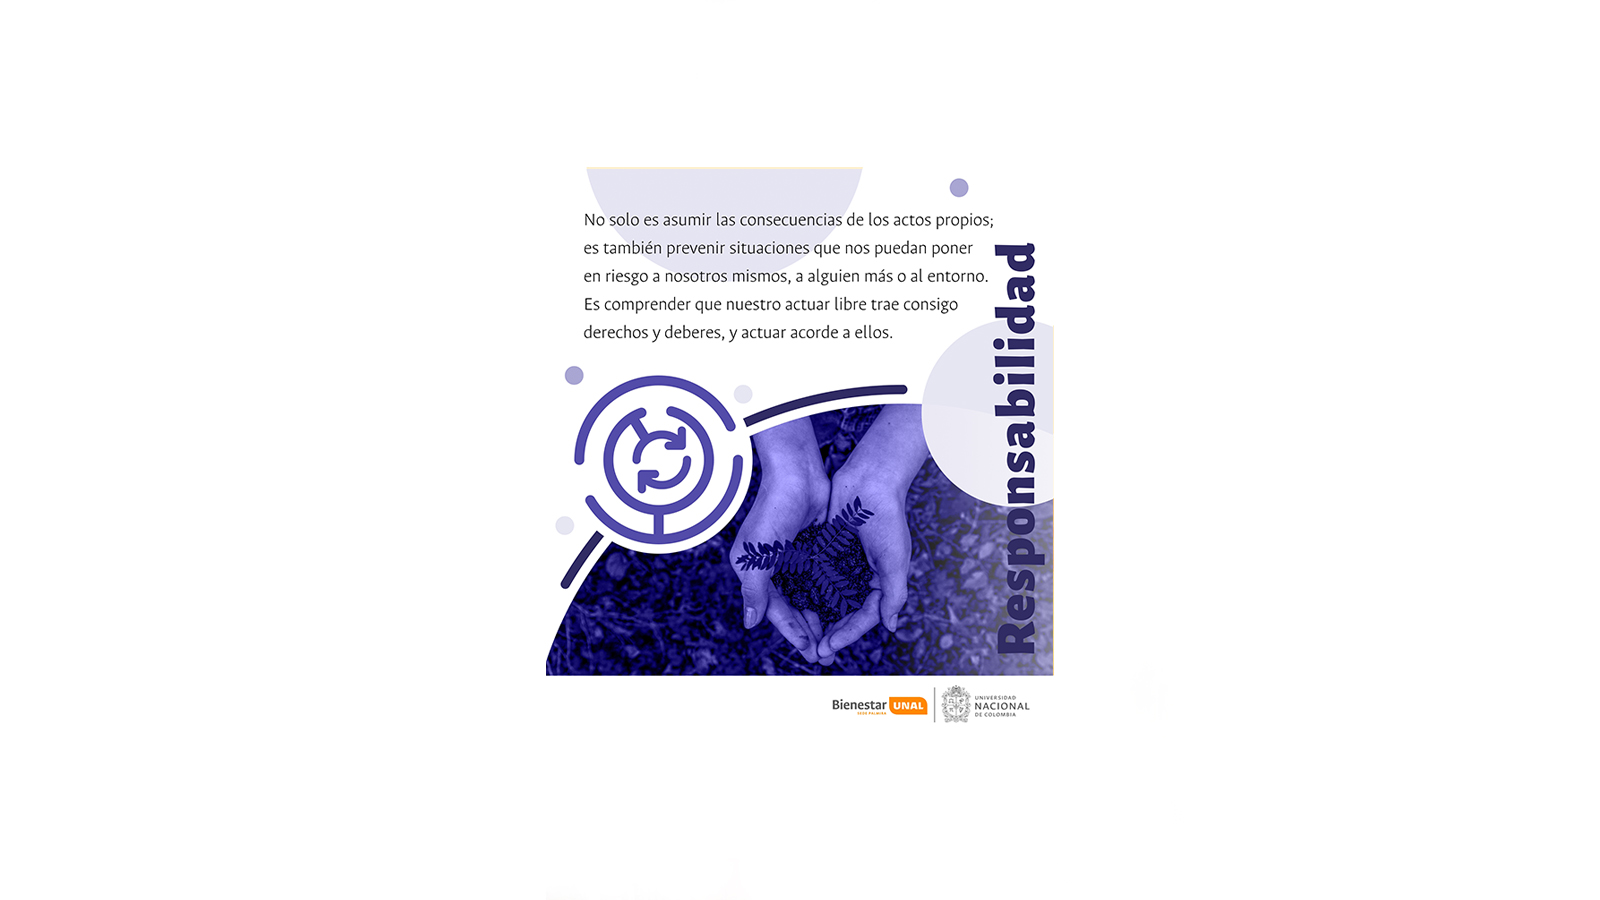 No solo es asumir las consecuencias de los actos propios;
es también prevenir situaciones que nos puedan poner
en riesgo a nosotros mismos, a alguien más o al entorno.
Es comprender que nuestro actuar libre trae consigo
derechos y deberes, y actuar acorde a ellos.
Responsabilidad
Bienestar UNAL
SEDE PALMIRA
UNIVERSIDAD
NACIONAL
DE COLOMBIA